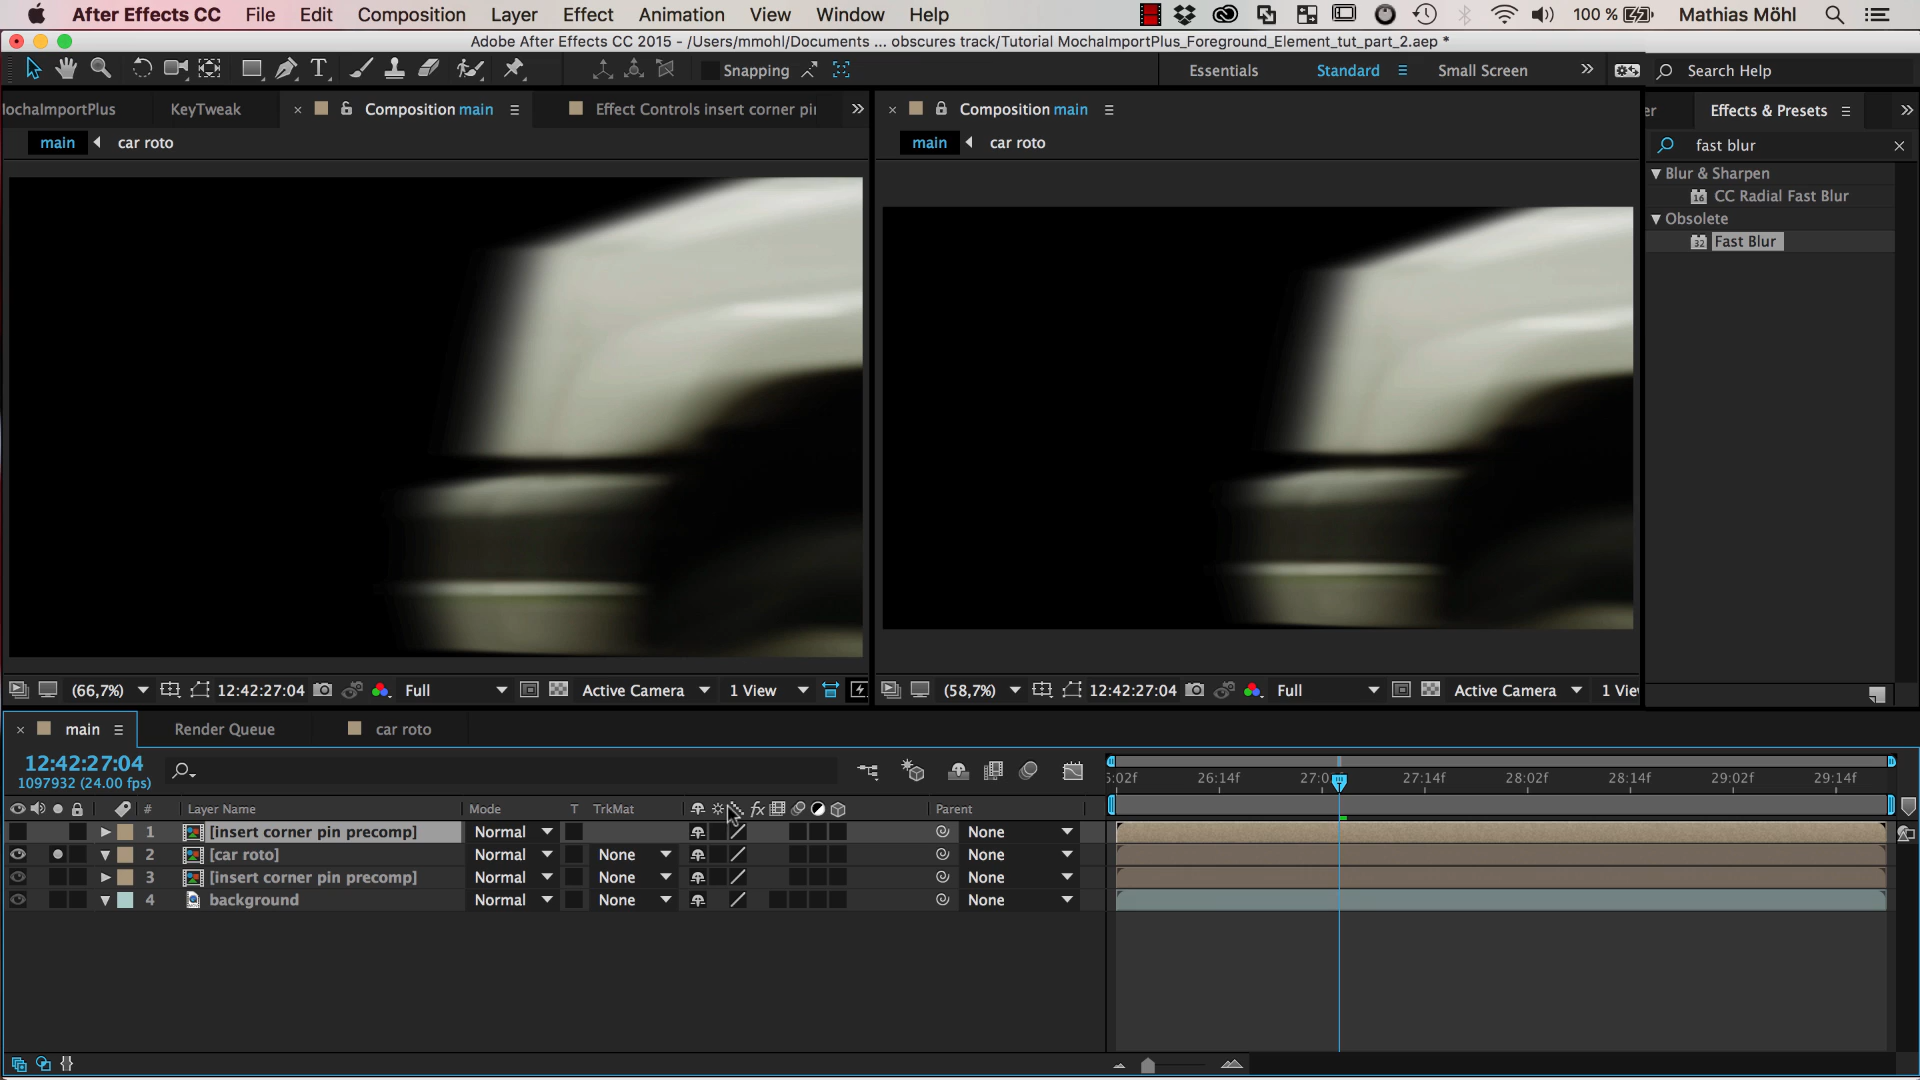 After Effects CC File Edit Composition Layer Effect Animation View Window Help 100 % Mathias Möhl
Adobe After Effects CC 2015 - /Users/mmohl/Documents ... obscures track/Tutorial MochaImportPlus_Foreground_Element_tut_part_2.aep *
Snapping Essentials Standard Small Screen Search Help
MochaImportPlus KeyTweak Composition main Effect Controls insert corner pin Composition main er Effects & Presets
main car roto main car roto fast blur
Blur & Sharpen
16 CC Radial Fast Blur
Obsolete
32 Fast Blur
(66,7%) 12:42:27:04 Full Active Camera 1 View (58,7%) 12:42:27:04 Full Active Camera 1 Vie
main Render Queue car roto
12:42:27:04
1097932 (24.00 fps)
5:02f 26:14f 27:0 27:14f 28:02f 28:14f 29:02f 29:14f
# Layer Name Mode T TrkMat fx Parent
1 [insert corner pin precomp] Normal None
2 [car roto] Normal None None
3 [insert corner pin precomp] Normal None None
4 background Normal None None